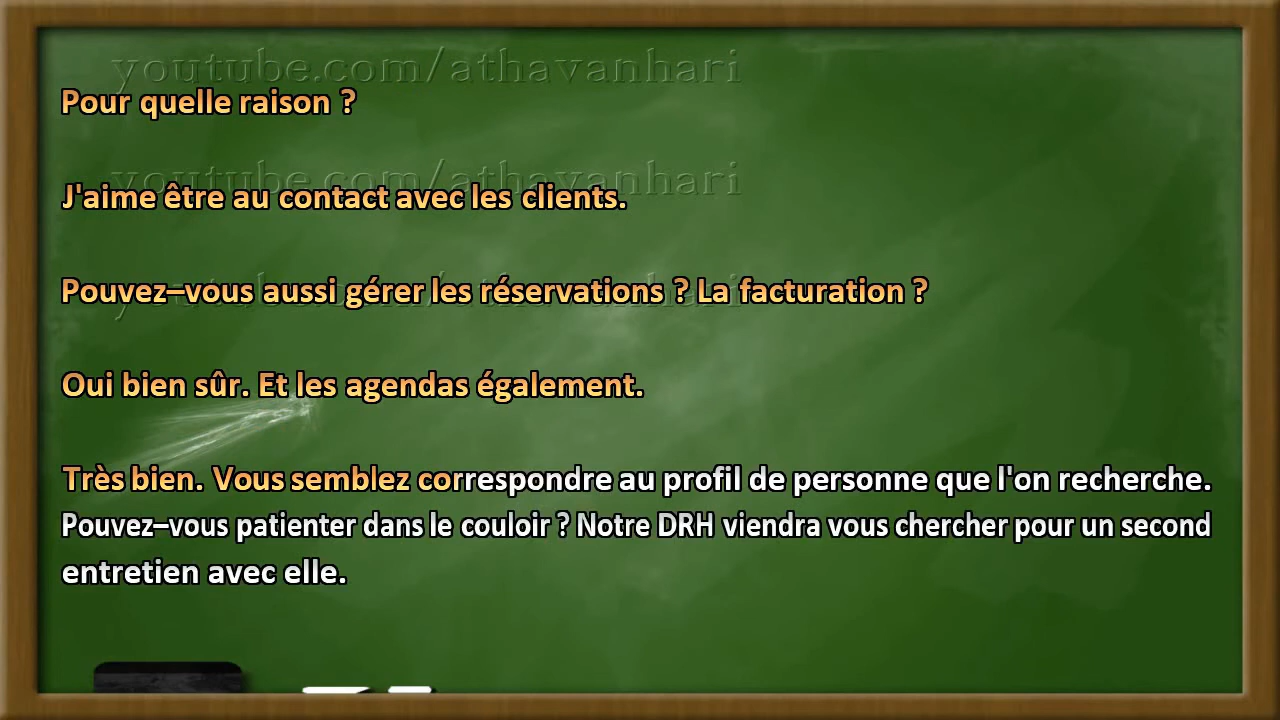 youtube.com/athavanhari
Pour quelle raison ?
youtube.com/athavanhari
J'aime être au contact avec les clients.
Pouvez–vous aussi gérer les réservations ? La facturation ?
Oui bien sûr. Et les agendas également.
Très bien. Vous semblez correspondre au profil de personne que l'on recherche.
Pouvez–vous patienter dans le couloir ? Notre DRH viendra vous chercher pour un second
entretien avec elle.